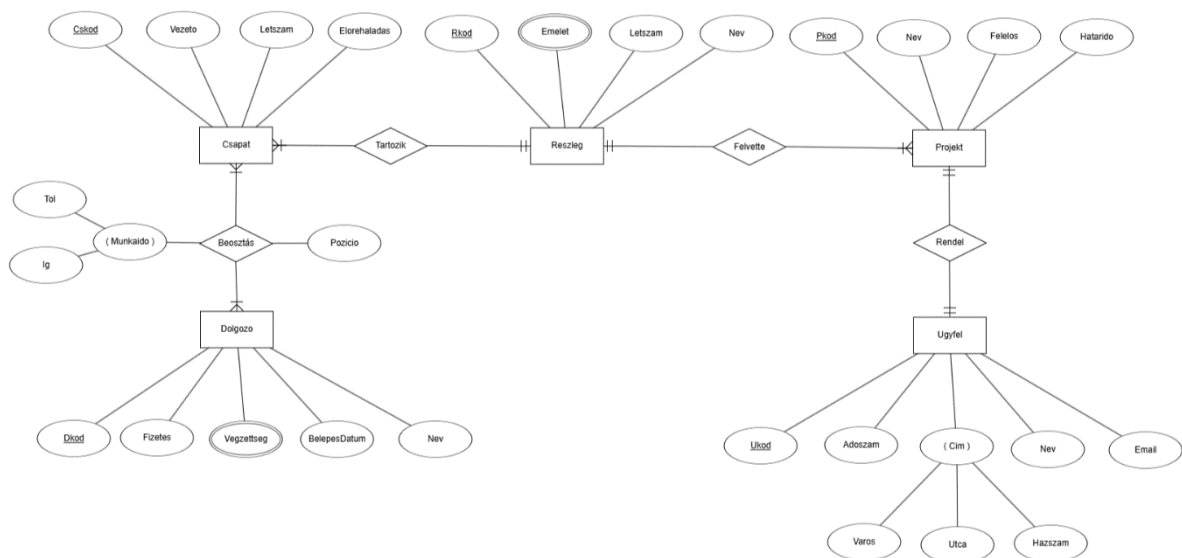 Cskod
Vezeto
Letszam
Elorehaladas
Rkod
Emelet
Letszam
Nev
Pkod
Nev
Felelos
Hatarido
Csapat
Tartozik
Reszleg
Felvette
Projekt
Tol
( Munkaido )
Ig
Beosztás
Pozicio
Rendel
Dolgozo
Ugyfel
Dkod
Fizetes
Vegzettseg
BelepesDatum
Nev
Ukod
Adoszam
( Cim )
Nev
Email
Varos
Utca
Hazszam